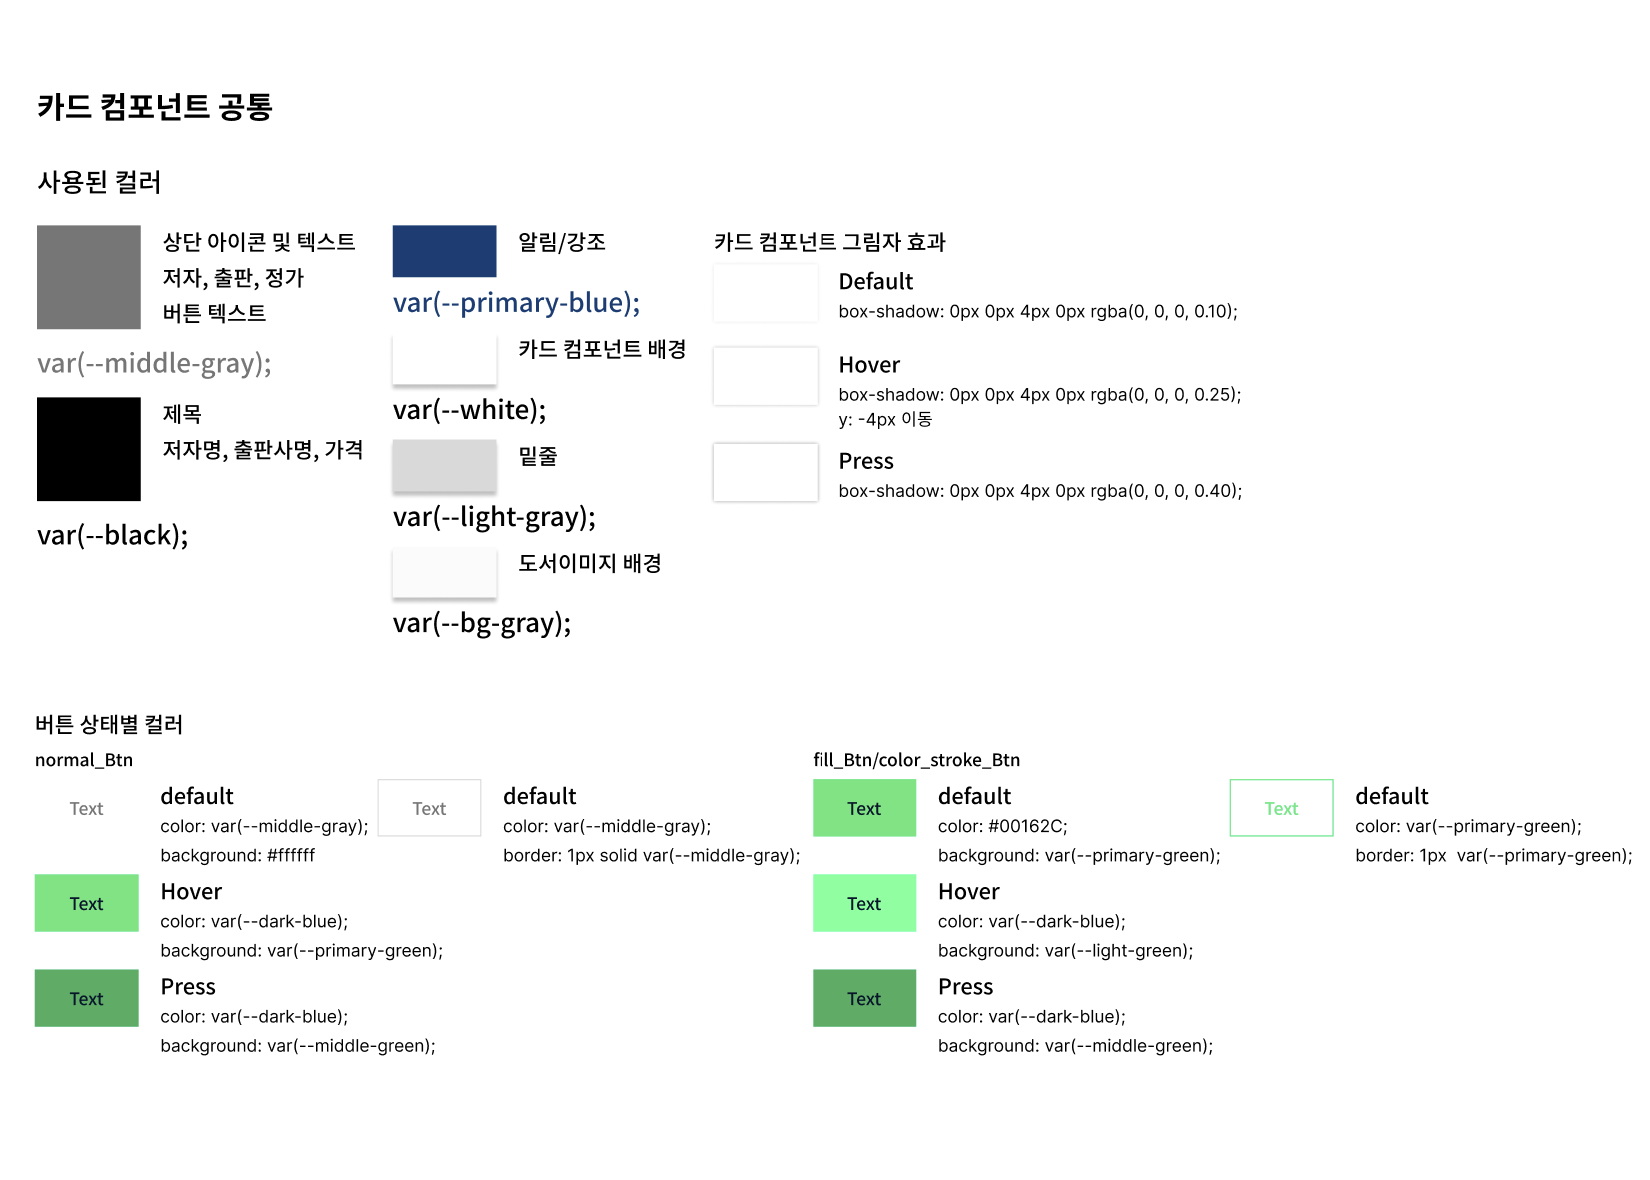 카드 컴포넌트 공통
사용된 컬러
상단 아이콘 및 텍스트
저자, 출판, 정가
버튼 텍스트
var(--middle-gray);
제목
저자명, 출판사명, 가격
var(--black);
알림/강조
var(--primary-blue);
카드 컴포넌트 배경
var(--white);
밑줄
var(--light-gray);
도서이미지 배경
var(--bg-gray);
카드 컴포넌트 그림자 효과
Default
box-shadow: 0px 0px 4px 0px rgba(0, 0, 0, 0.10);
Hover
box-shadow: 0px 0px 4px 0px rgba(0, 0, 0, 0.25);
y: -4px 이동
Press
box-shadow: 0px 0px 4px 0px rgba(0, 0, 0, 0.40);
버튼 상태별 컬러
normal_Btn
Text
default
color: var(--middle-gray);
background: #ffffff
Text
default
color: var(--middle-gray);
border: 1px solid var(--middle-gray);
Text
Hover
color: var(--dark-blue);
background: var(--primary-green);
Text
Press
color: var(--dark-blue);
background: var(--middle-green);
fill_Btn/color_stroke_Btn
Text
default
color: #00162C;
background: var(--primary-green);
Text
default
color: var(--primary-green);
border: 1px  var(--primary-green);
Text
Hover
color: var(--dark-blue);
background: var(--light-green);
Text
Press
color: var(--dark-blue);
background: var(--middle-green);